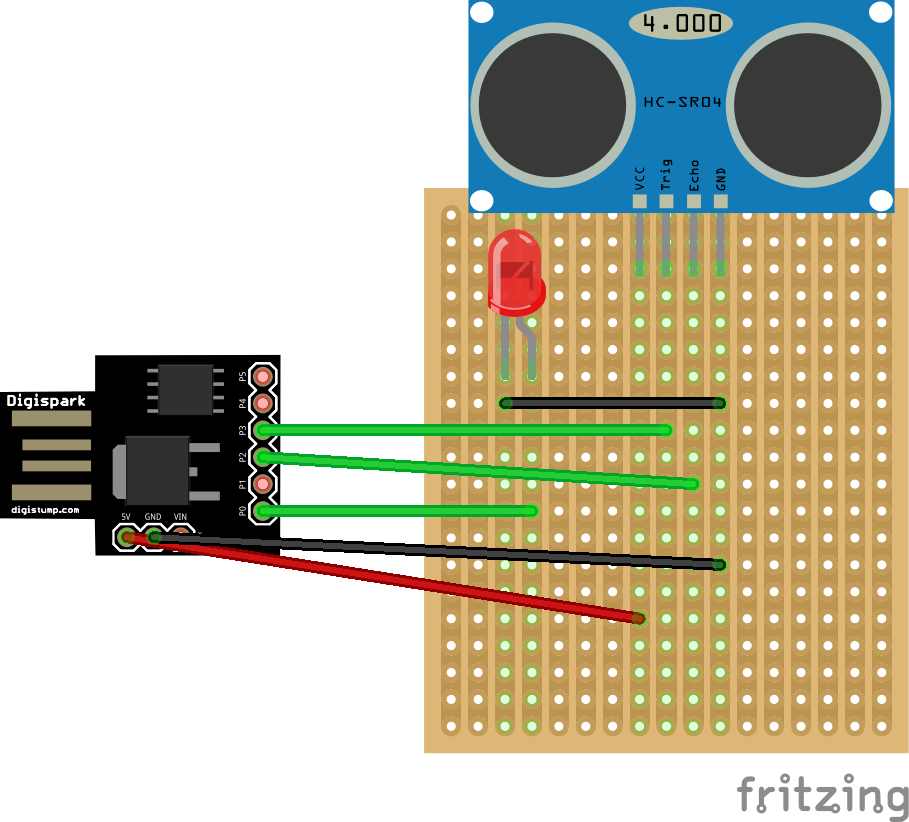 4.000
HC-SR04
VCC
Trig
Echo
GND
P5
P4
Digispark
P3
P2
P1
P0
digistump.com
5V
GND
VIN
fritzing